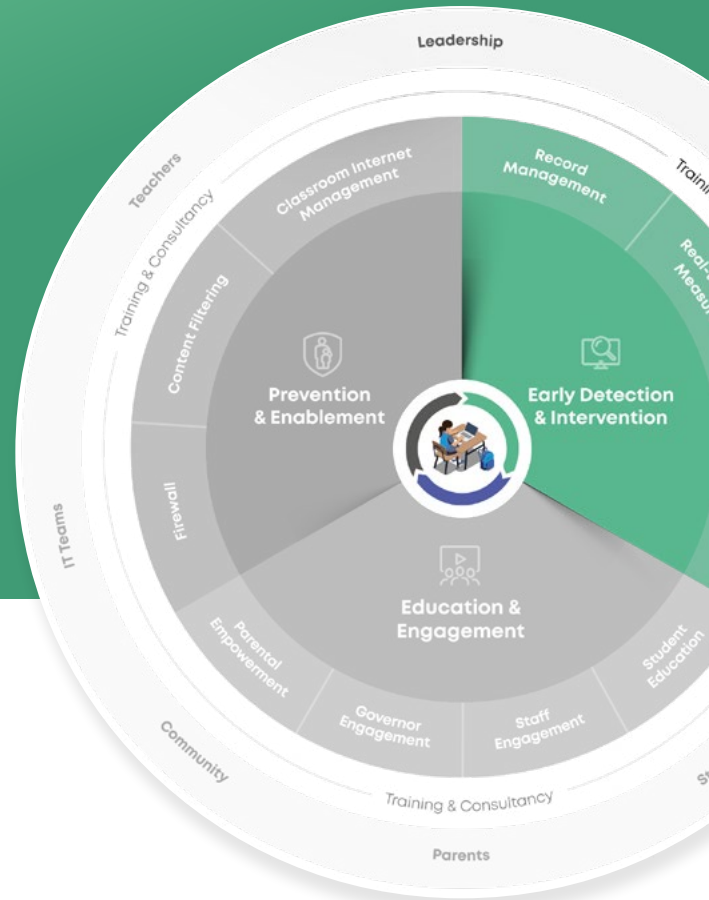 Leadership
Teachers
Training & Consultancy
Classroom Internet
Management
Record
Management
Content Filtering
Prevention
& Enablement
Early Detection
& Intervention
Firewall
IT Teams
Education &
Engagement
Parental
Empowerment
Governor
Engagement
Staff
Engagement
Student
Education
Community
Training & Consultancy
Parents